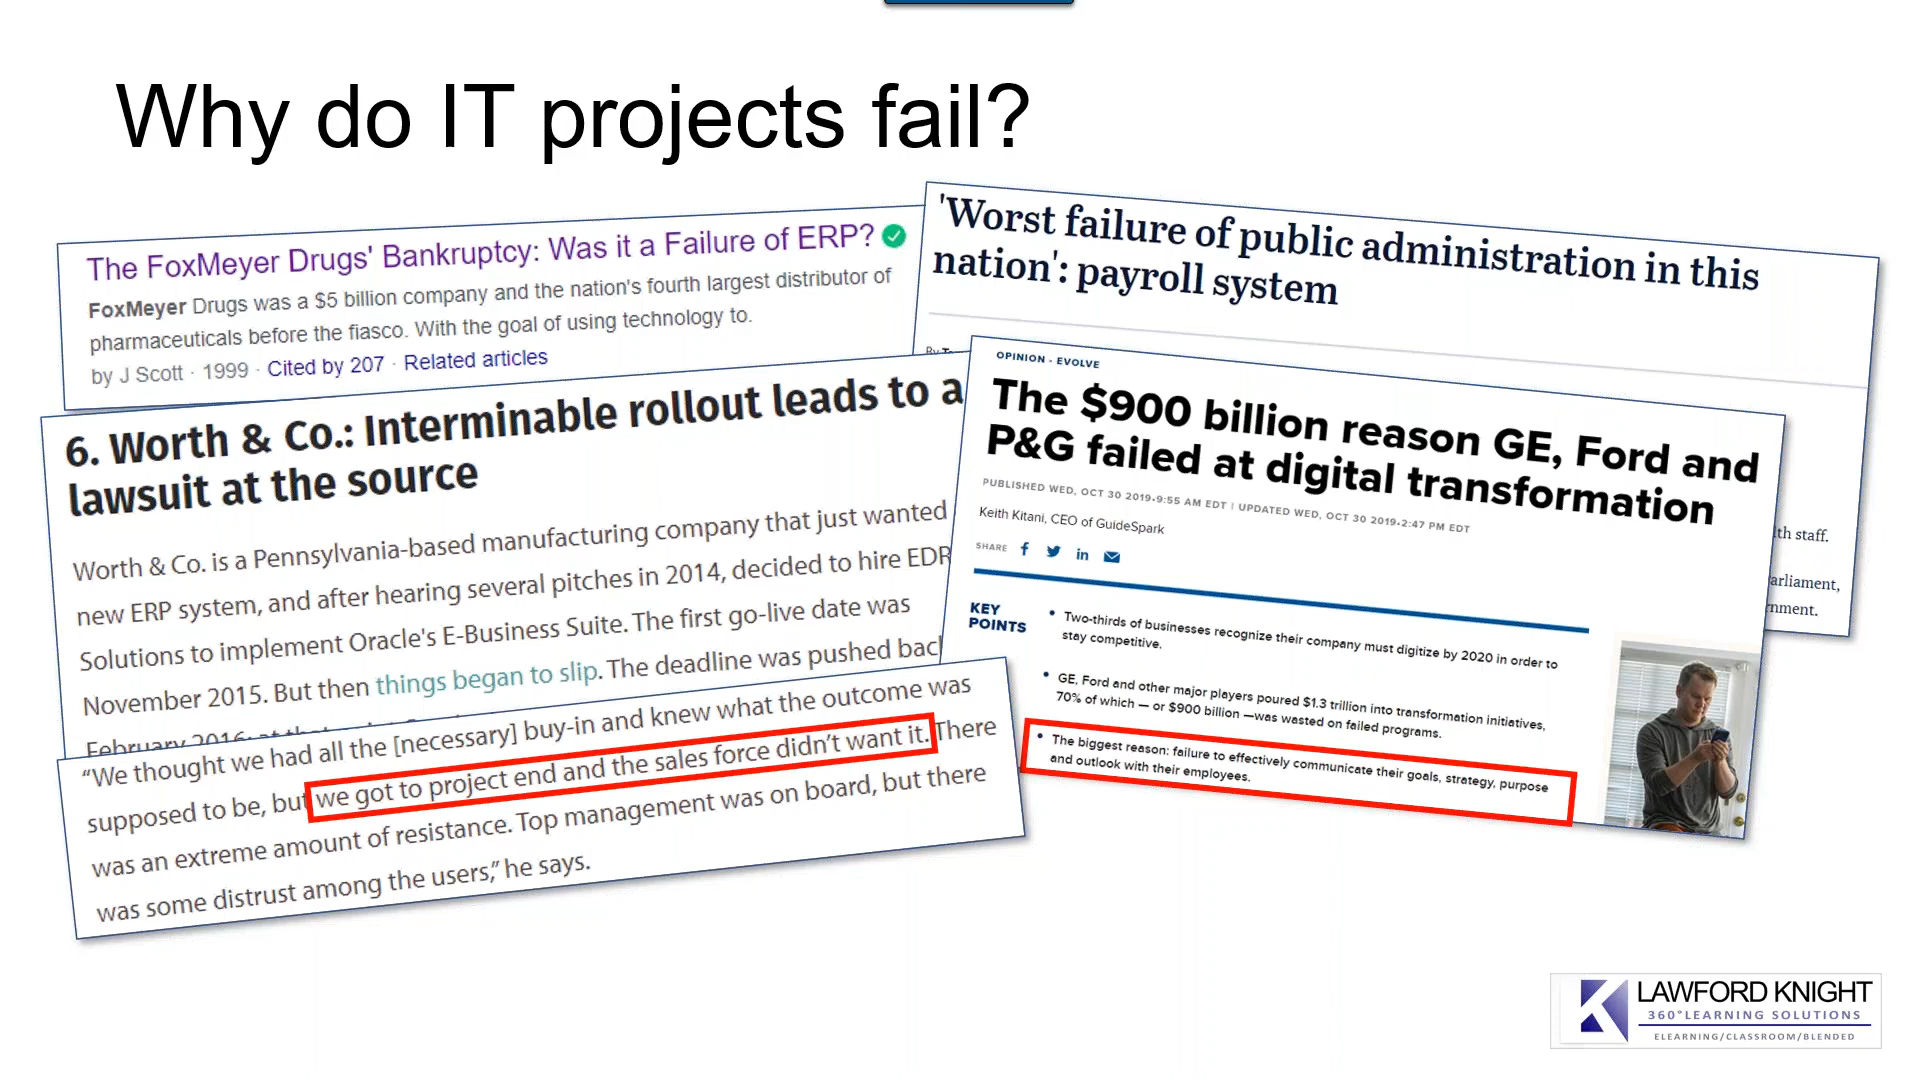 Why do IT projects fail?
The FoxMeyer Drugs' Bankruptcy: Was it a Failure of ERP?
FoxMeyer Drugs was a $5 billion company and the nation's fourth largest distributor of
pharmaceuticals before the fiasco. With the goal of using technology to.
by J Scott · 1999 · Cited by 207 · Related articles
'Worst failure of public administration in this
nation': payroll system
By
lth staff.
arliament,
rnment.
6. Worth & Co.: Interminable rollout leads to a
lawsuit at the source
Worth & Co. is a Pennsylvania-based manufacturing company that just wanted
new ERP system, and after hearing several pitches in 2014, decided to hire EDR
Solutions to implement Oracle's E-Business Suite. The first go-live date was
November 2015. But then things began to slip. The deadline was pushed bac
February 2016; at that
"We thought we had all the [necessary] buy-in and knew what the outcome was
supposed to be, but we got to project end and the sales force didn't want it. There
was an extreme amount of resistance. Top management was on board, but there
was some distrust among the users," he says.
OPINION - EVOLVE
The $900 billion reason GE, Ford and
P&G failed at digital transformation
PUBLISHED WED, OCT 30 2019•9:55 AM EDT | UPDATED WED, OCT 30 2019•2:47 PM EDT
Keith Kitani, CEO of GuideSpark
SHARE
KEY
POINTS
• Two-thirds of businesses recognize their company must digitize by 2020 in order to
stay competitive.
• GE, Ford and other major players poured $1.3 trillion into transformation initiatives,
70% of which — or $900 billion —was wasted on failed programs.
• The biggest reason: failure to effectively communicate their goals, strategy, purpose
and outlook with their employees.
LAWFORD KNIGHT
360°LEARNING SOLUTIONS
ELEARNING/CLASSROOM/BLENDED